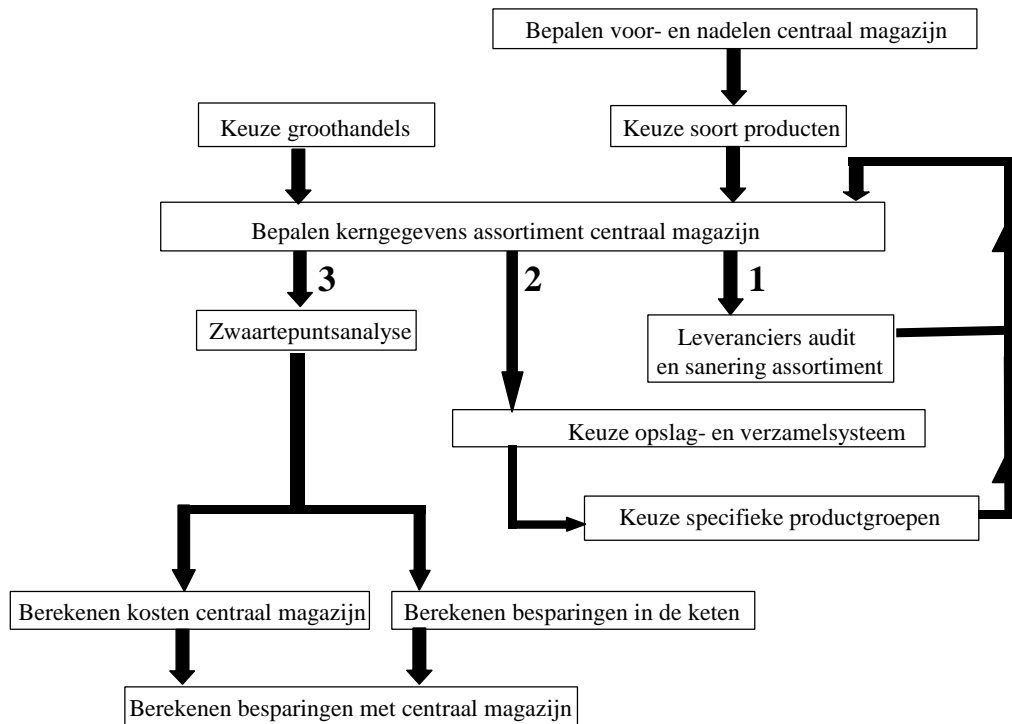 Bepalen voor- en nadelen centraal magazijn
Keuze groothandels
Keuze soort producten
Bepalen kerngegevens assortiment centraal magazijn
3
2
1
Zwaartepuntsanalyse
Leveranciers audit
en sanering assortiment
Keuze opslag- en verzamelsysteem
Keuze specifieke productgroepen
Berekenen kosten centraal magazijn
Berekenen besparingen in de keten
Berekenen besparingen met centraal magazijn